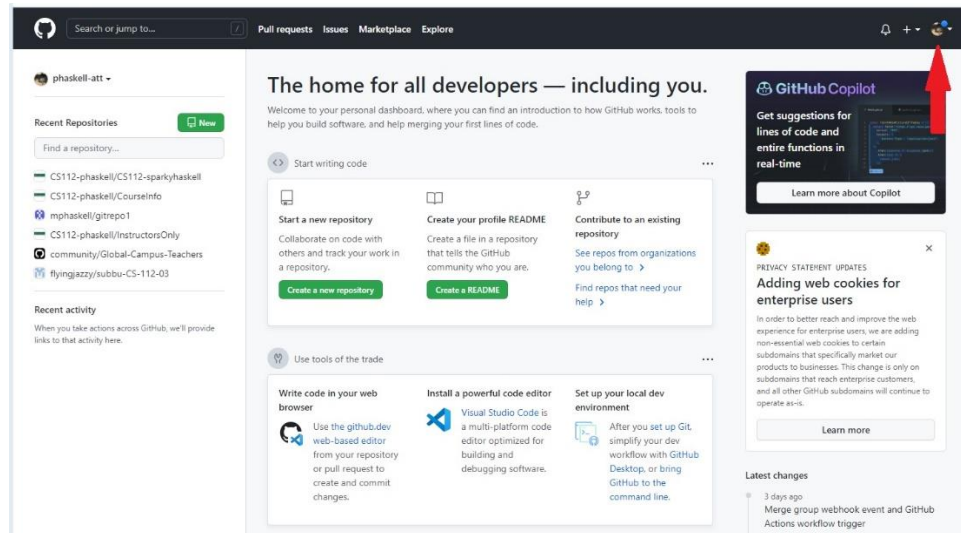 Search or jump to...
/
Pull requests Issues Marketplace Explore
phaskell-att
Recent Repositories
New
Find a repository...
CS112-phaskell/CS112-sparkyhaskell
CS112-phaskell/CourseInfo
mphaskell/gitrepo1
CS112-phaskell/InstructorsOnly
community/Global-Campus-Teachers
flyingjazzy/subbu-CS-112-03
Recent activity
When you take actions across GitHub, we'll provide
links to that activity here.
The home for all developers — including you.
Welcome to your personal dashboard, where you can find an introduction to how GitHub works, tools to
help you build software, and help merging your first lines of code.
Start writing code
Start a new repository
Collaborate on code with
others and track your work in
a repository.
Create a new repository
Create your profile README
Create a file in a repository
that tells the GitHub
community who you are.
Create a README
Contribute to an existing
repository
See repos from organizations
you belong to
Find repos that need your
help
Use tools of the trade
Write code in your web
browser
Use the github.dev
web-based editor
from your repository
or pull request to
create and commit
changes.
Install a powerful code editor
Visual Studio Code is
a multi-platform code
editor optimized for
building and
debugging software.
Set up your local dev
environment
After you set up Git,
simplify your dev
workflow with GitHub
Desktop, or bring
GitHub to the
command line.
GitHub Copilot
Get suggestions for
lines of code and
entire functions in
real-time
Learn more about Copilot
PRIVACY STATEMENT UPDATES
Adding web cookies for
enterprise users
In order to better reach and improve the web
experience for enterprise users, we are adding
non-essential web cookies to certain
subdomains that specifically market our
products to businesses. This change is only on
subdomains that reach enterprise customers,
and all other GitHub subdomains will continue to
operate as-is.
Learn more
Latest changes
3 days ago
Merge group webhook event and GitHub
Actions workflow trigger